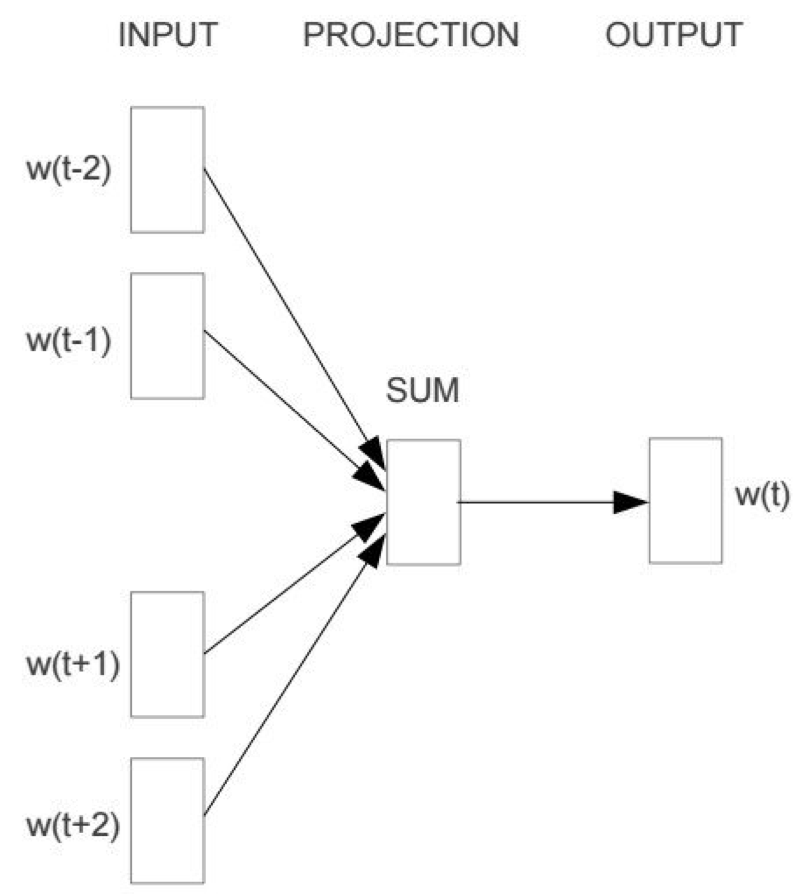 INPUT PROJECTION OUTPUT
w(t-2)
w(t-1)
SUM
w(t)
w(t+1)
w(t+2)